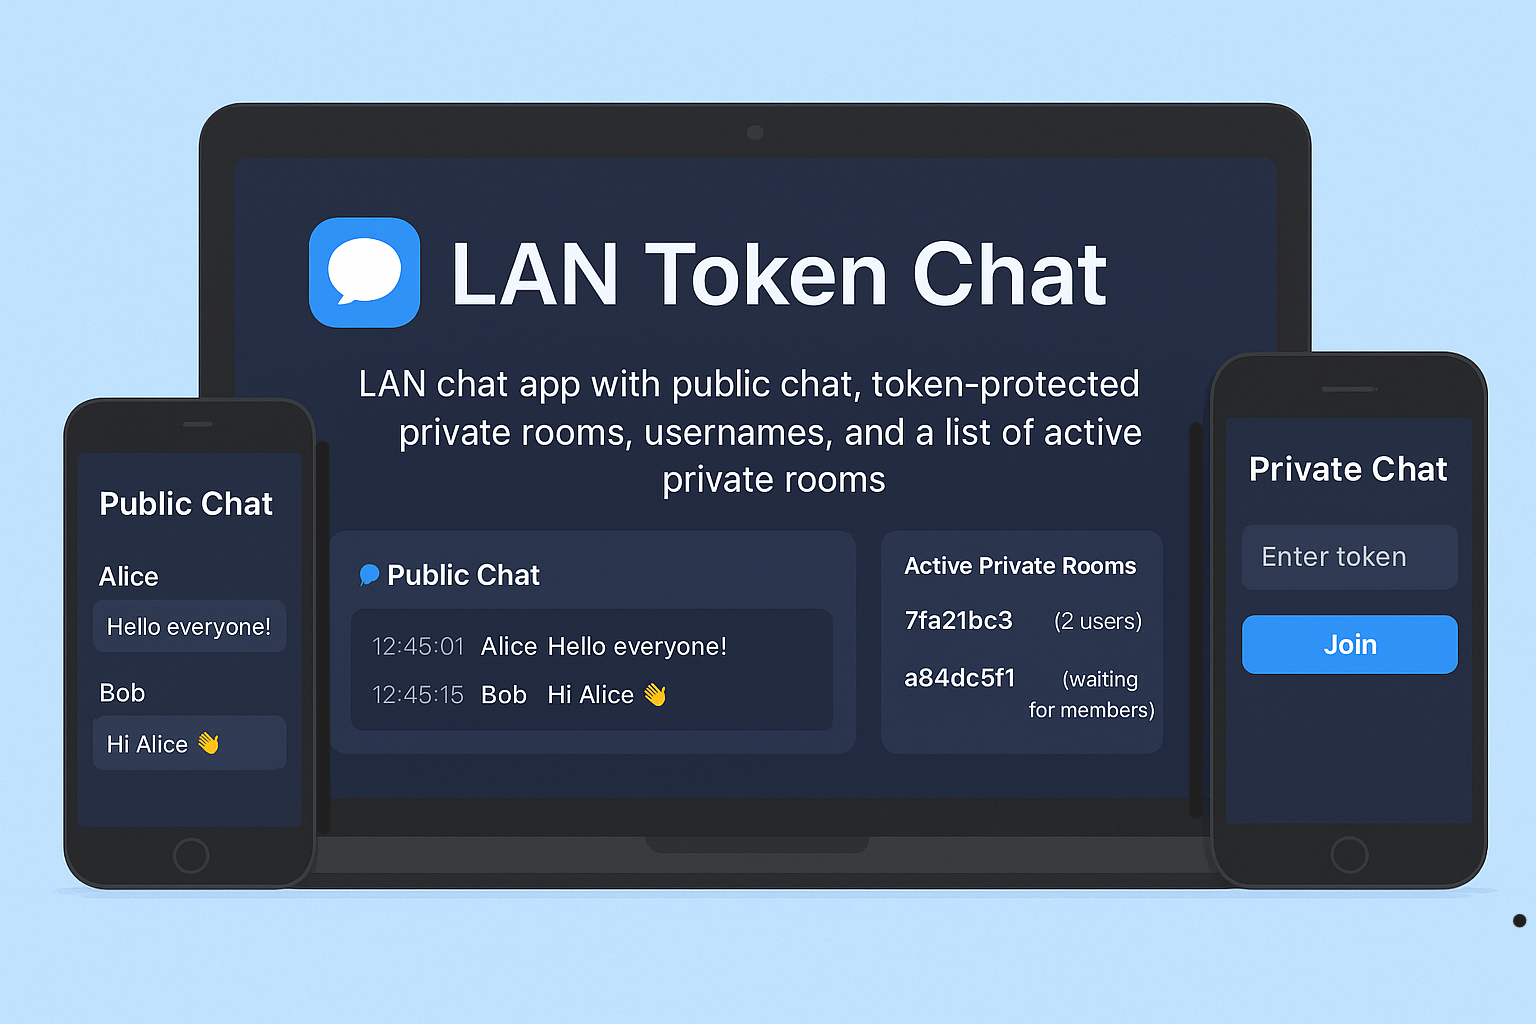 LAN Token Chat
LAN chat app with public chat, token-protected
private rooms, usernames, and a list of active
private rooms
Public Chat
Alice
Hello everyone!
Bob
Hi Alice 👋
Public Chat
12:45:01 Alice Hello everyone!
12:45:15 Bob Hi Alice 👋
Active Private Rooms
7fa21bc3 (2 users)
a84dc5f1 (waiting
for members)
Private Chat
Enter token
Join